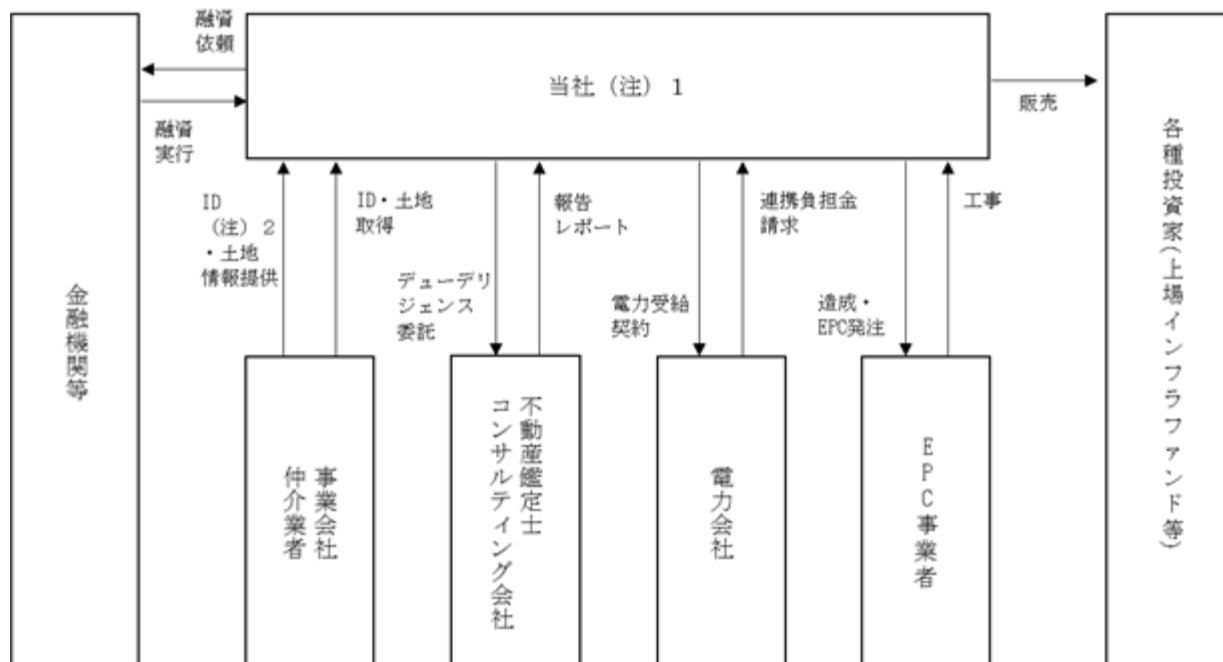 融資
依頼
融資
実行
当社（注）１
販売
ID
（注）２
・土地
情報提供
ID・土地
取得
デューデリ
ジェンス
委託
報告
レポート
電力受給
契約
連携負担金
請求
造成・
EPC発注
工事
金融機関等
事業会社
仲介業者
不動産鑑定士
コンサルティング会社
電力会社
EPC事業者
各種投資家(上場インフラファンド等)